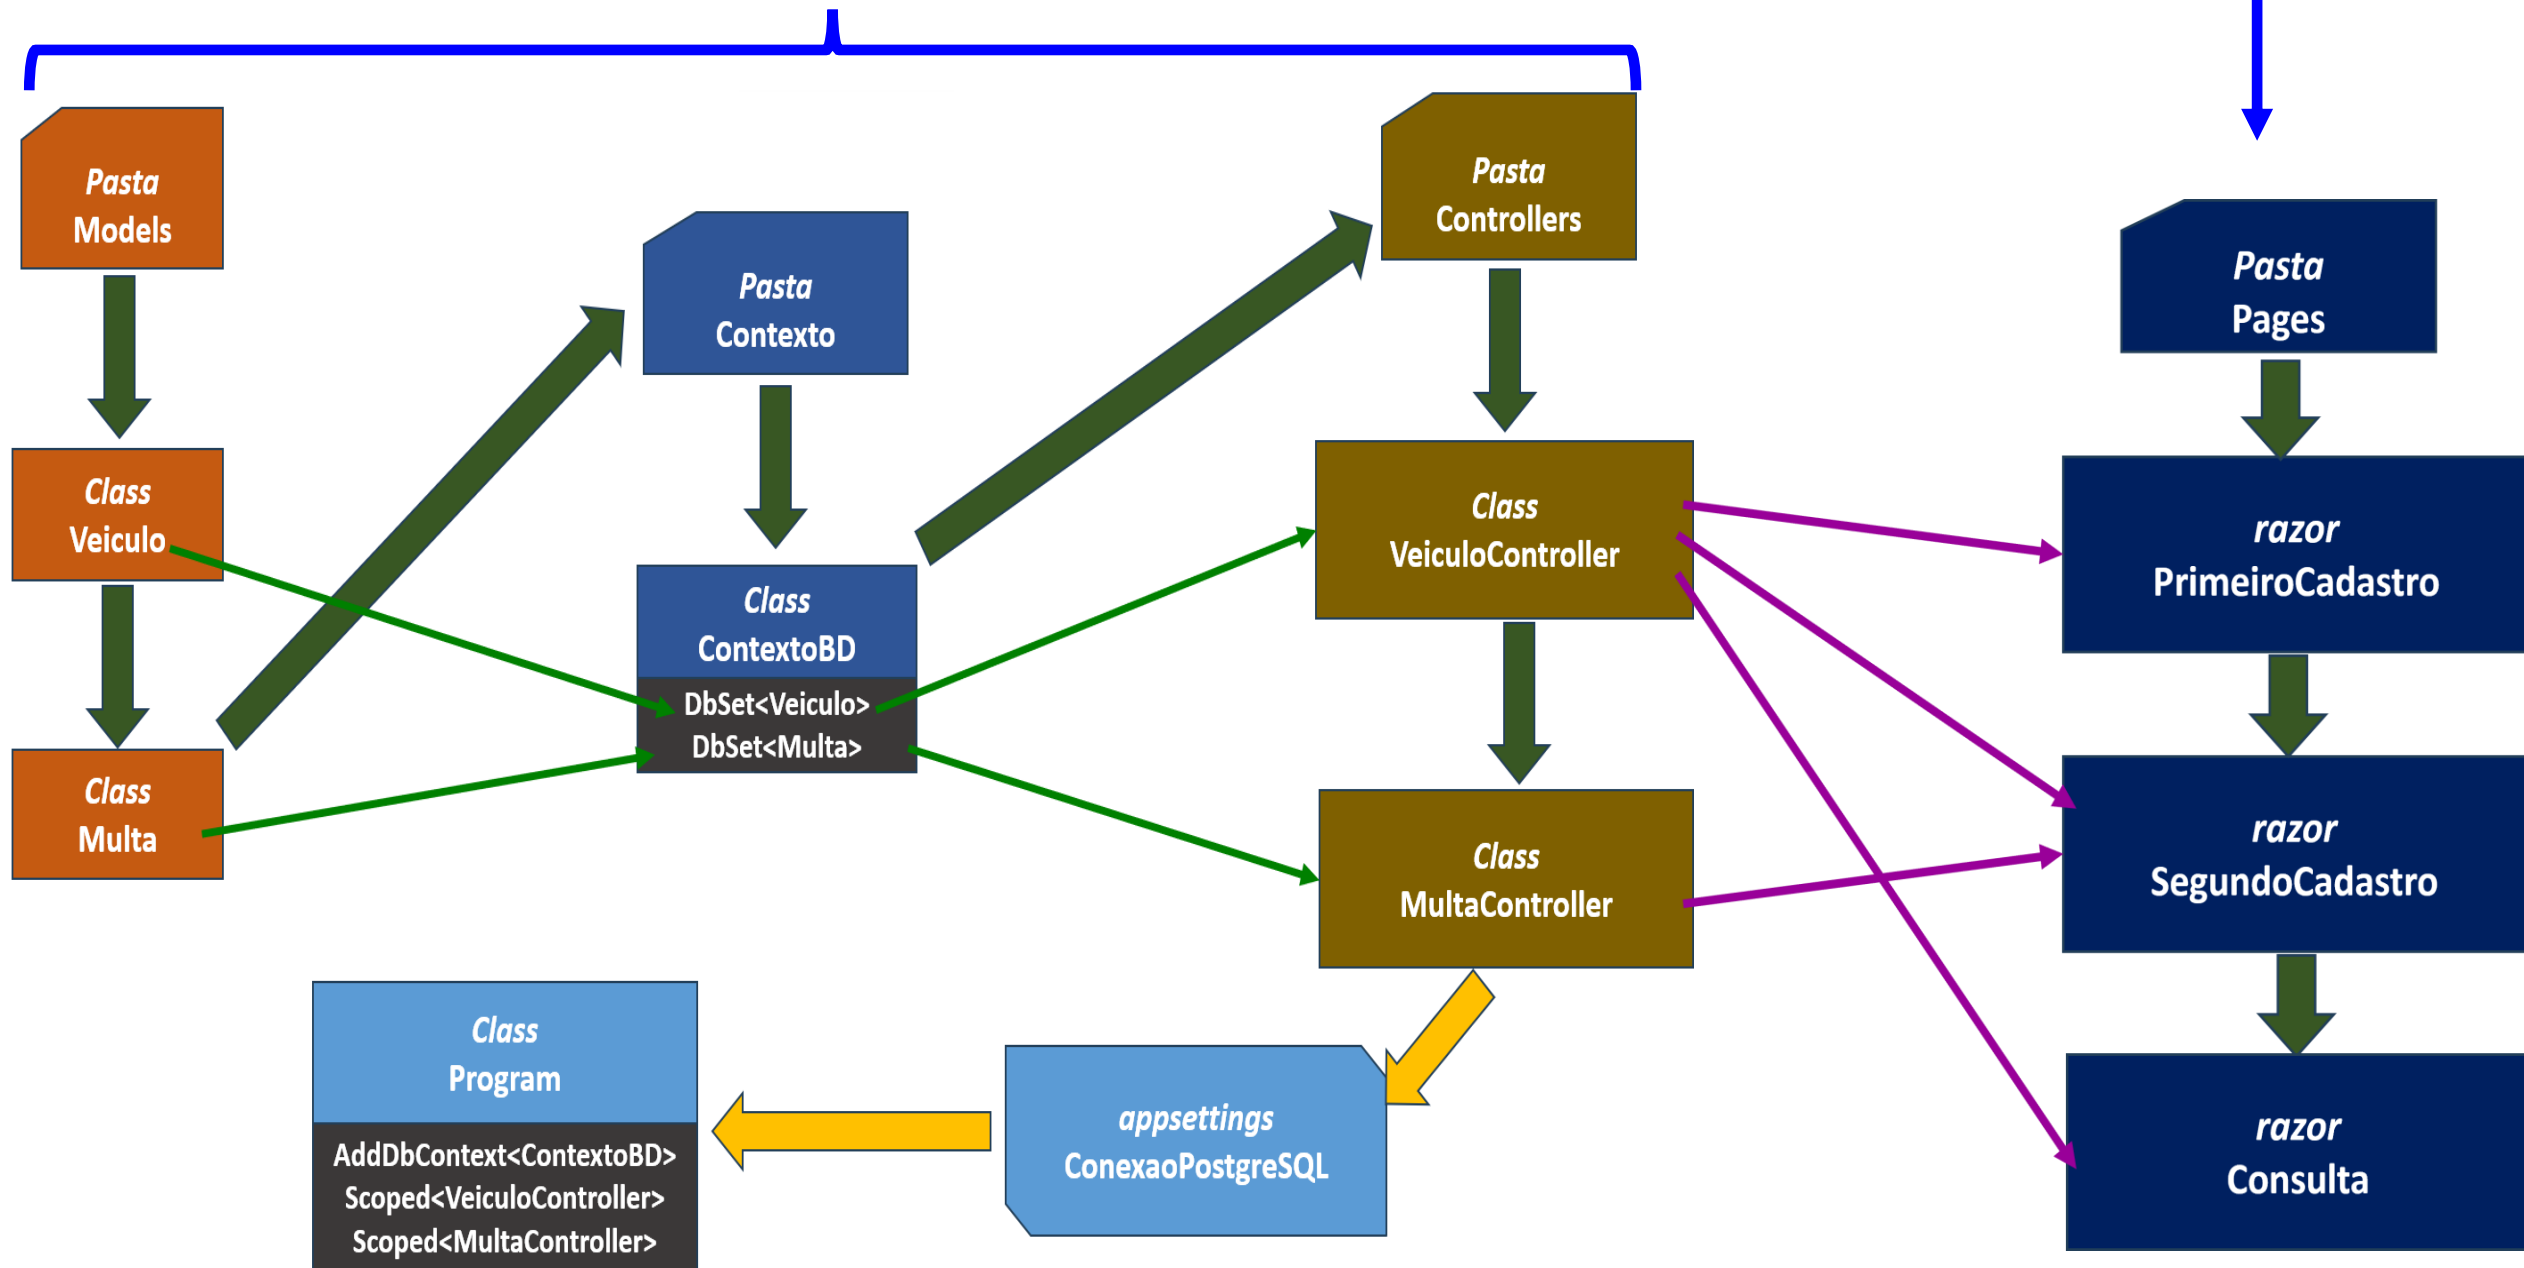 Pasta
Models
Class
Veiculo
Class
Multa
Pasta
Contexto
Class
ContextoBD
DbSet<Veiculo>
DbSet<Multa>
Pasta
Controllers
Class
VeiculoController
Class
MultaController
appsettings
ConexaoPostgreSQL
Class
Program
AddDbContext<ContextoBD>
Scoped<VeiculoController>
Scoped<MultaController>
Pasta
Pages
razor
PrimeiroCadastro
razor
SegundoCadastro
razor
Consulta